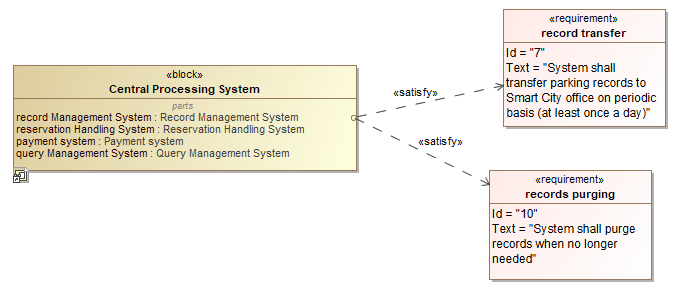 «block»
Central Processing System
parts
record Management System : Record Management System
reservation Handling System : Reservation Handling System
payment system : Payment system
query Management System : Query Management System
«satisfy»
«satisfy»
«requirement»
record transfer
Id = "7"
Text = "System shall
transfer parking records to
Smart City office on periodic
basis (at least once a day)"
«requirement»
records purging
Id = "10"
Text = "System shall purge
records when no longer
needed"